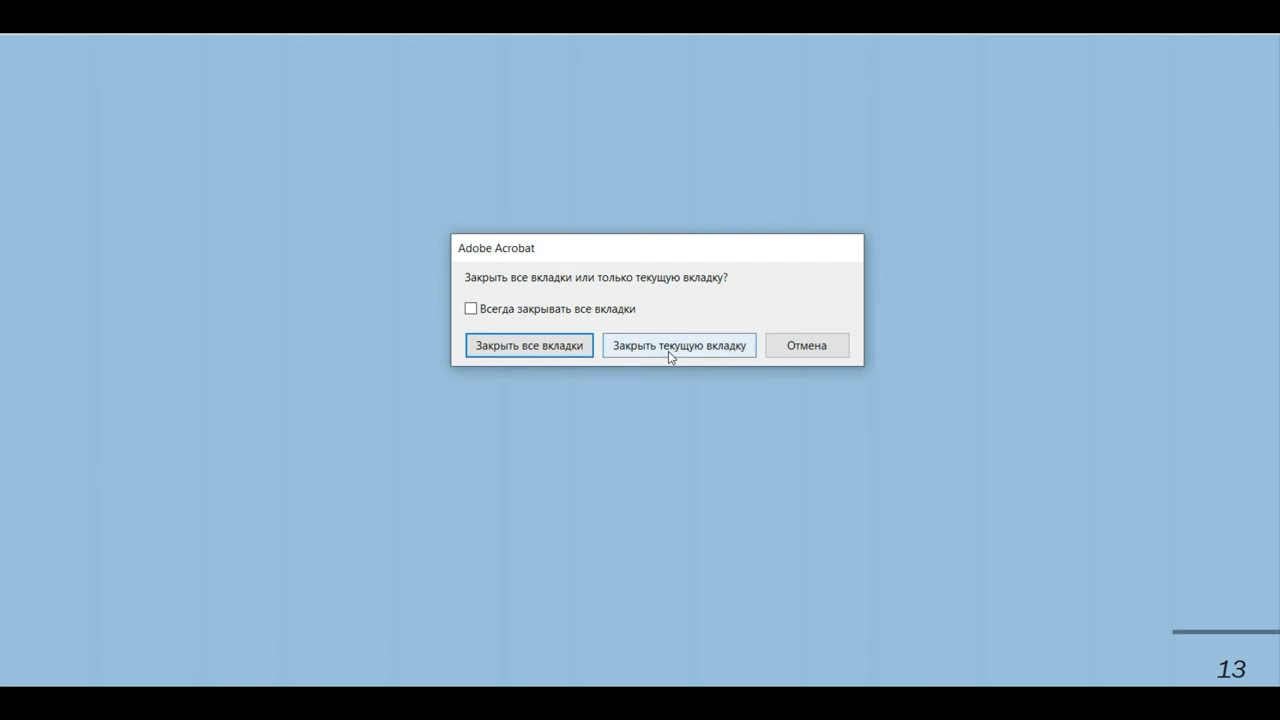 Adobe Acrobat
Закрыть все вкладки или только текущую вкладку?
Всегда закрывать все вкладки
Закрыть все вкладки Закрыть текущую вкладку Отмена
13